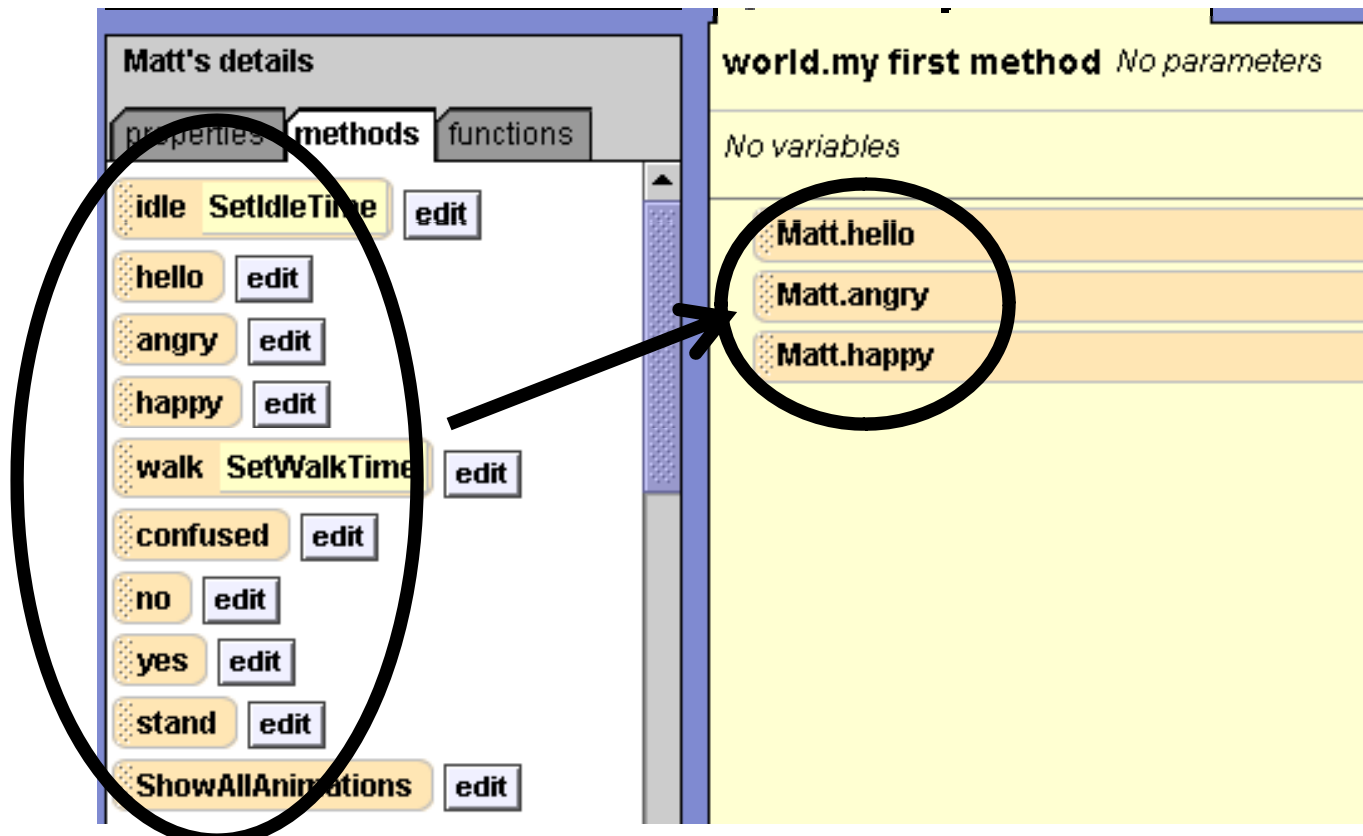 Matt's details
properties methods functions
idle SetIdleTime edit
hello edit
angry edit
happy edit
walk SetWalkTime edit
confused edit
no edit
yes edit
stand edit
ShowAllAnimations edit
world.my first method No parameters
No variables
Matt.hello
Matt.angry
Matt.happy